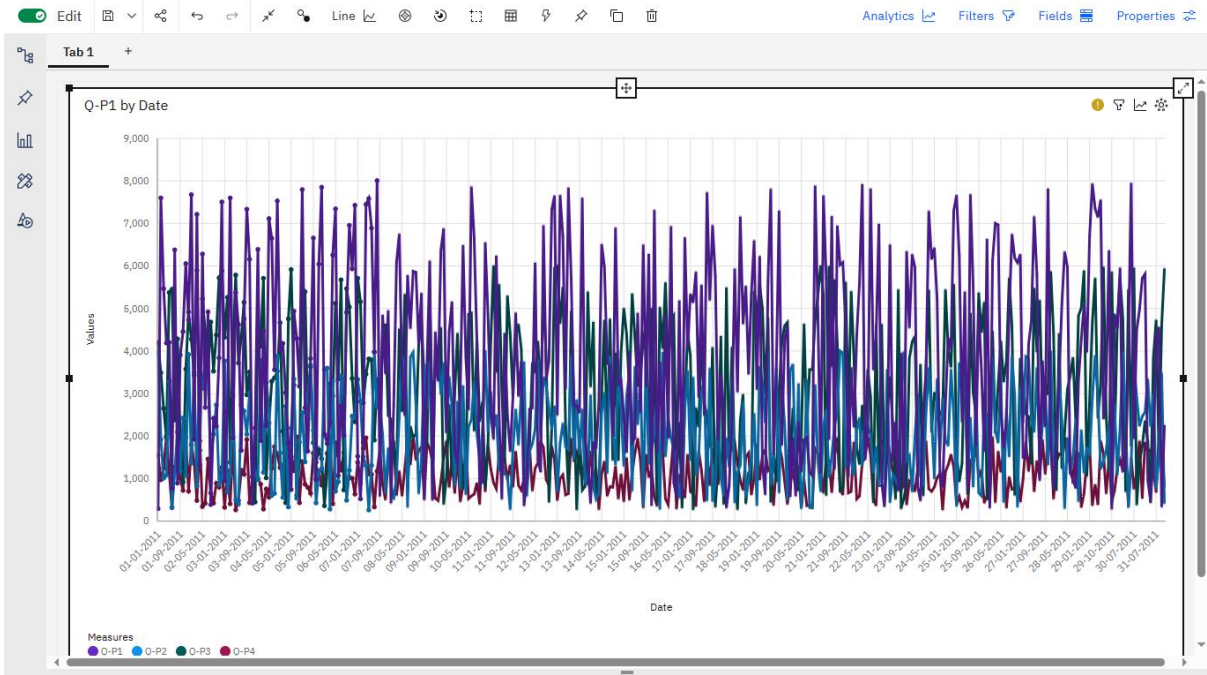 Edit Line Analytics Filters Fields Properties
Tab 1 +
Q-P1 by Date
9,000
8,000
7,000
6,000
5,000
4,000
3,000
2,000
1,000
0
Values
01-01-2011 01-09-2011 02-05-2011 03-01-2011 03-09-2011 04-05-2011 05-01-2011 05-09-2011 06-05-2011 07-01-2011 07-09-2011 08-05-2011 09-01-2011 09-09-2011 10-05-2011 11-01-2011 11-09-2011 12-05-2011 13-01-2011 13-09-2011 14-05-2011 15-01-2011 15-09-2011 16-05-2011 17-01-2011 17-09-2011 18-05-2011 19-01-2011 19-09-2011 20-05-2011 21-01-2011 21-09-2011 22-05-2011 23-01-2011 23-09-2011 24-05-2011 25-01-2011 25-09-2011 26-05-2011 27-01-2011 27-09-2011 28-05-2011 29-01-2011 29-10-2011 30-07-2011 31-07-2011
Date
Measures
Q-P1 Q-P2 Q-P3 Q-P4